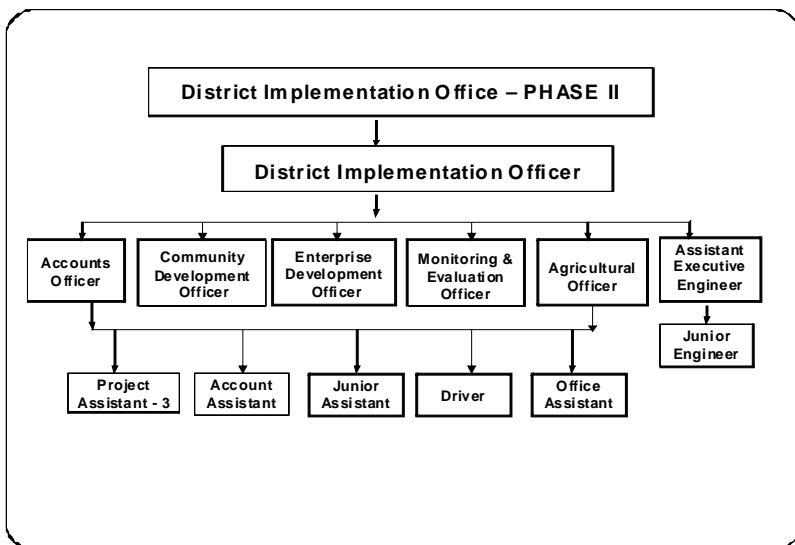 District Implementation Office – PHASE II
District Implementation Officer
Accounts
Officer
Community
Development
Officer
Enterprise
Development
Officer
Monitoring &
Evaluation
Officer
Agricultural
Officer
Assistant
Executive
Engineer
Junior
Engineer
Project
Assistant - 3
Account
Assistant
Junior
Assistant
Driver
Office
Assistant